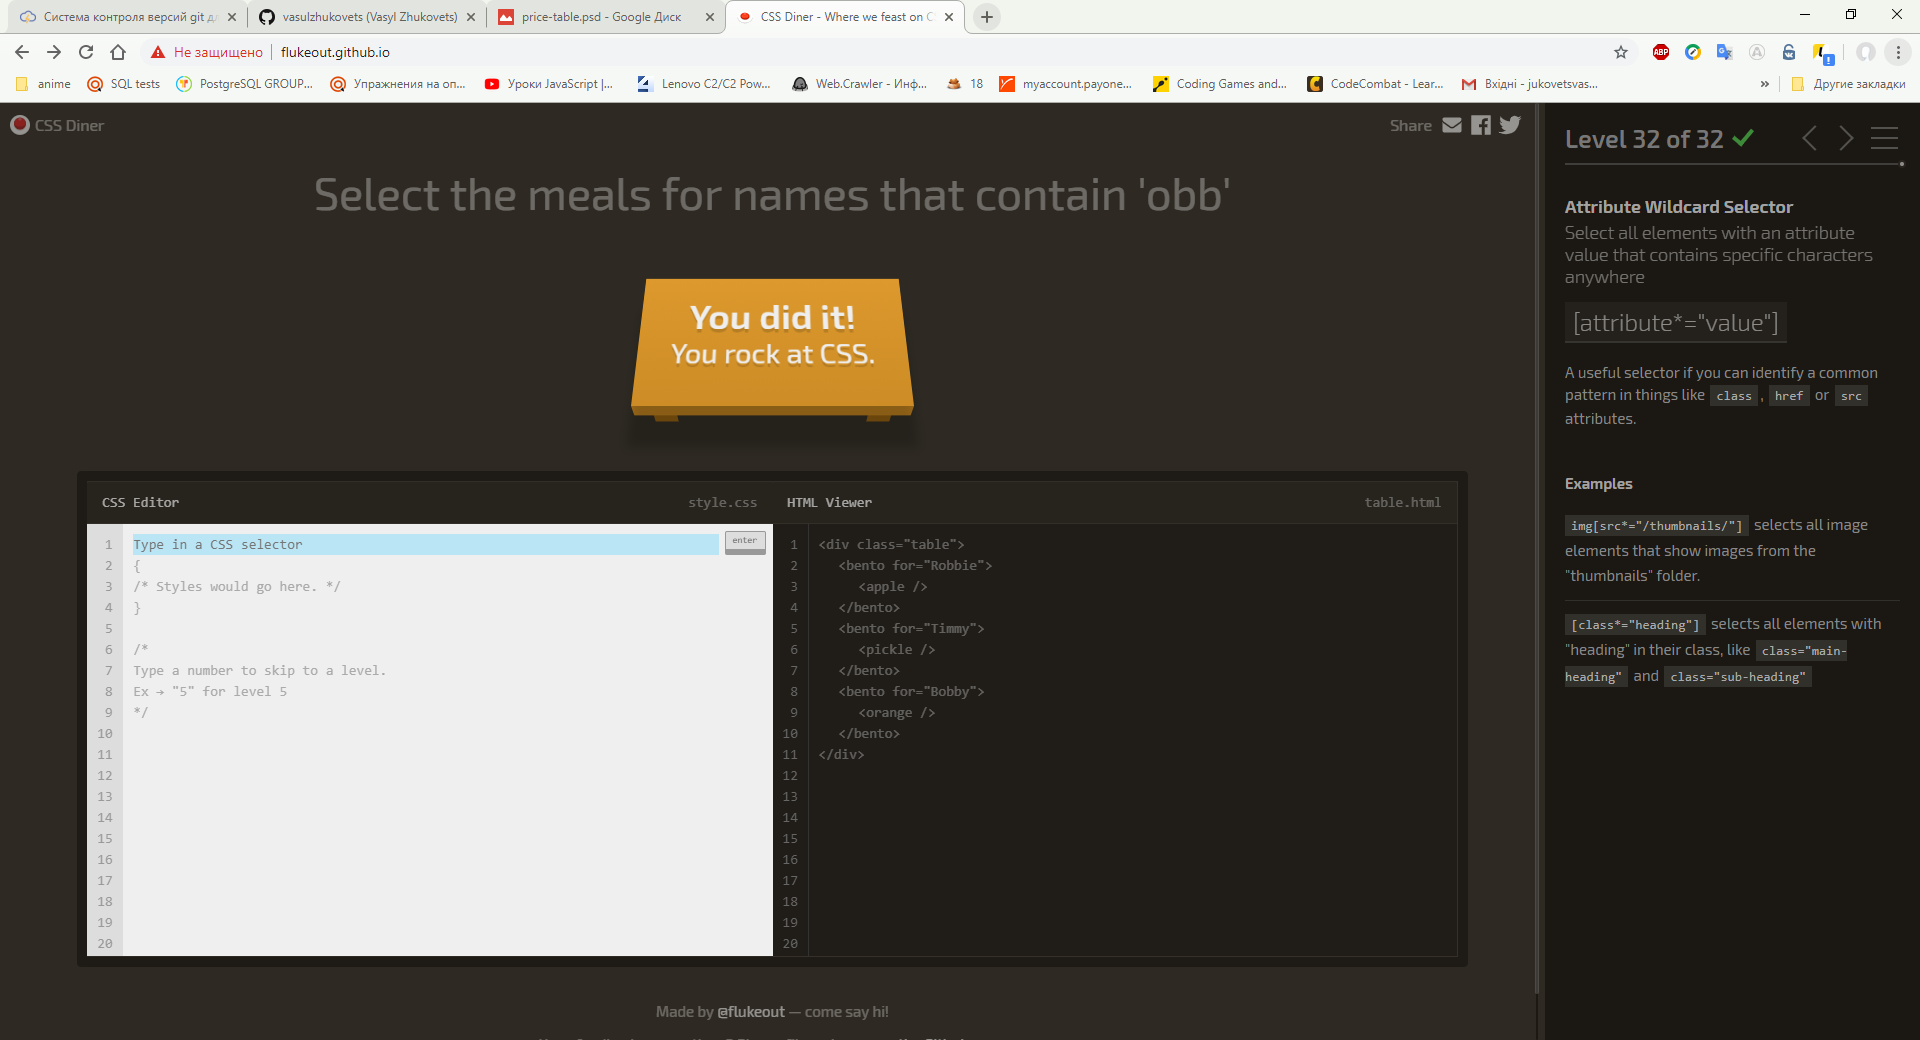 Система контроля версий git д
vasulzhukovets (Vasyl Zhukovets)
price-table.psd - Google Диск
CSS Diner - Where we feast on C
Не защищено
flukeout.github.io
ABP
anime
SQL tests
PostgreSQL GROUP...
Упражнения на оп...
Уроки JavaScript |...
Lenovo C2/C2 Pow...
Web.Crawler - Инф...
18
myaccount.payone...
Coding Games and...
CodeCombat - Lear...
Вхідні - jukovetsvas...
»
Другие закладки
CSS Diner
Share
Select the meals for names that contain 'obb'
You did it!
You rock at CSS.
CSS Editor
style.css
1 Type in a CSS selector
enter
2 {
3 /* Styles would go here. */
4 }
5
6 /*
7 Type a number to skip to a level.
8 Ex → "5" for level 5
9 */
10
11
12
13
14
15
16
17
18
19
20
HTML Viewer
table.html
1 <div class="table">
2 <bento for="Robbie">
3 <apple />
4 </bento>
5 <bento for="Timmy">
6 <pickle />
7 </bento>
8 <bento for="Bobby">
9 <orange />
10 </bento>
11 </div>
12
13
14
15
16
17
18
19
20
Made by @flukeout — come say hi!
Level 32 of 32
Attribute Wildcard Selector
Select all elements with an attribute
value that contains specific characters
anywhere
[attribute*="value"]
A useful selector if you can identify a common
pattern in things like class , href or src
attributes.
Examples
img[src*="/thumbnails/"] selects all image
elements that show images from the
"thumbnails" folder.
[class*="heading"] selects all elements with
"heading" in their class, like class="main-
heading" and class="sub-heading"